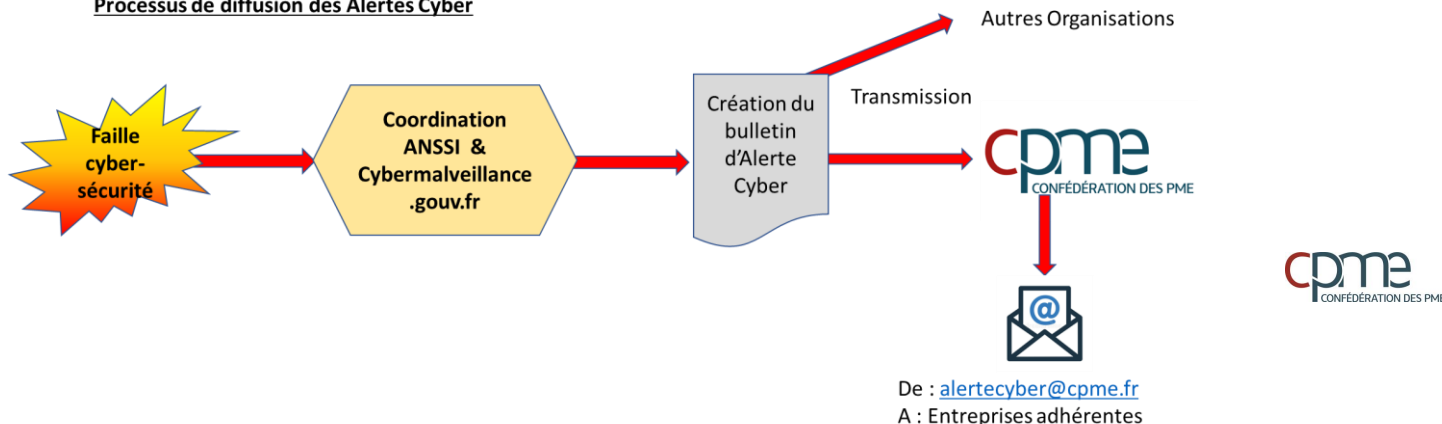 Processus de diffusion des Alertes Cyber
Autres Organisations
Faille
cyber-
sécurité
Coordination
ANSSI &
Cybermalveillance
.gouv.fr
Création du
bulletin
d'Alerte
Cyber
Transmission
cpme
CONFÉDÉRATION DES PME
@
De : alertecyber@cpme.fr
A : Entreprises adhérentes
cpme
CONFÉDÉRATION DES PME